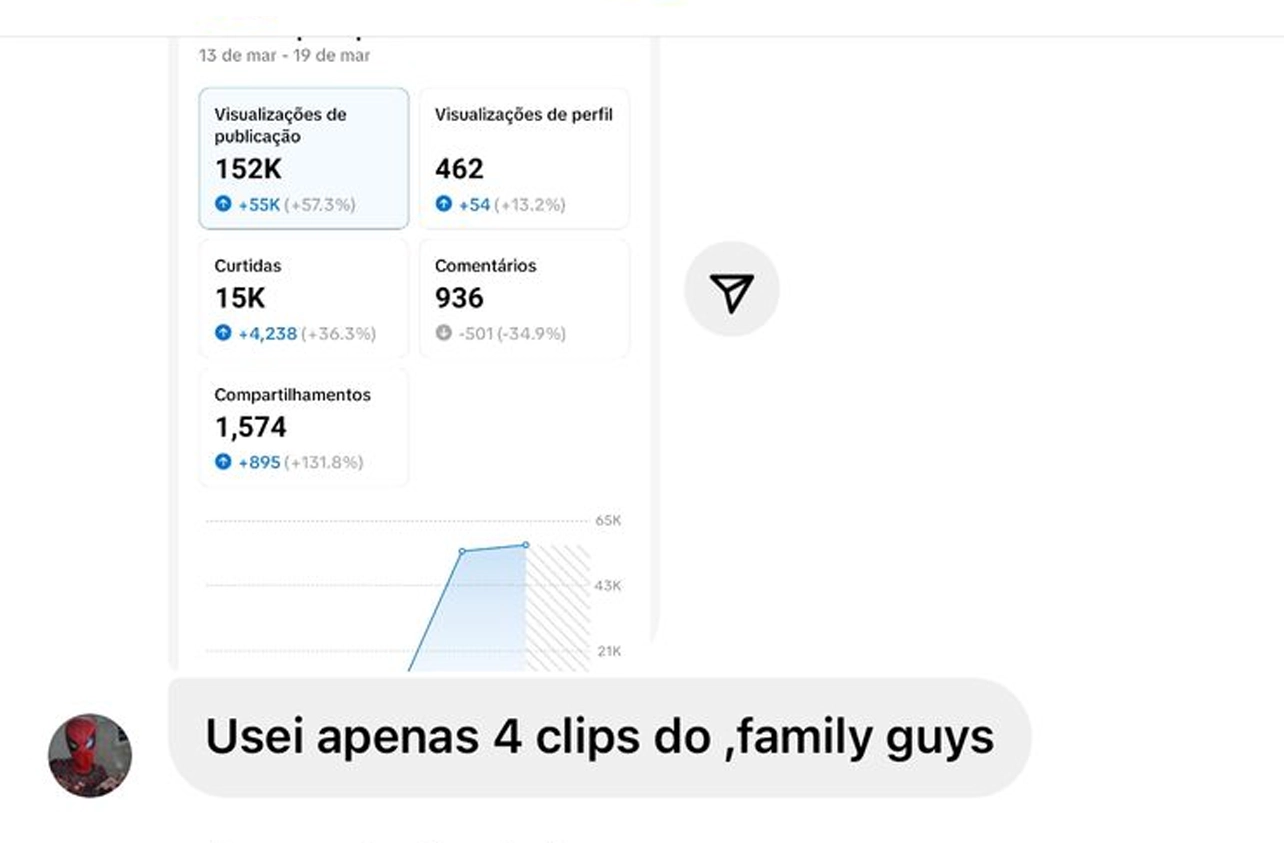 13 de mar - 19 de mar
Visualizações de
publicação
152K
+55K (+57.3%)
Visualizações de perfil
462
+54 (+13.2%)
Curtidas
15K
+4,238 (+36.3%)
Comentários
936
-501 (-34.9%)
Compartilhamentos
1,574
+895 (+131.8%)
65K
43K
21K
Usei apenas 4 clips do ,family guys